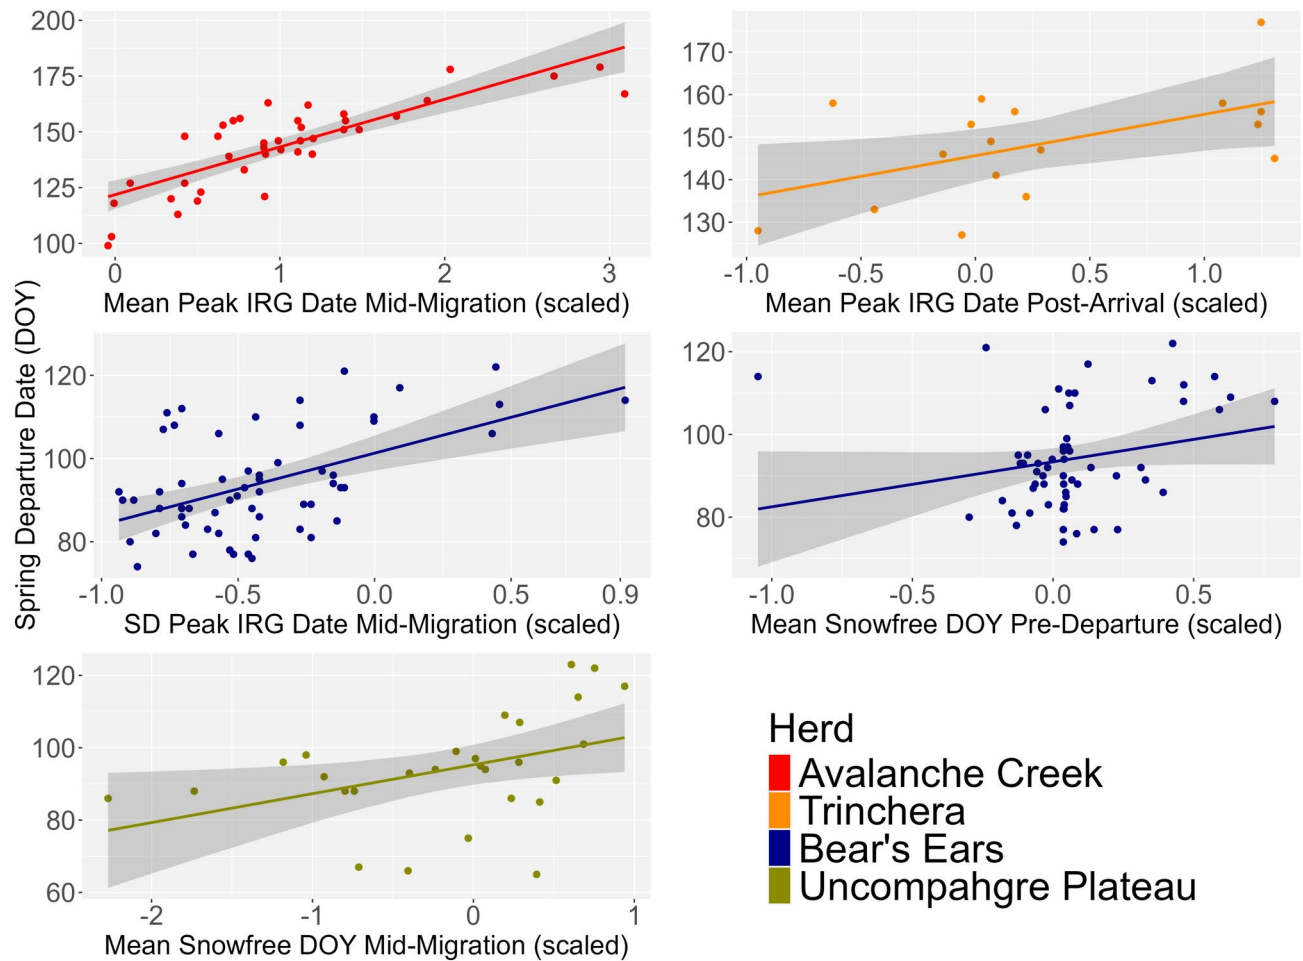 Spring Departure Date (DOY)
200
175
150
125
100
0 1 2 3
Mean Peak IRG Date Mid-Migration (scaled)
170
160
150
140
130
-1.0 -0.5 0.0 0.5 1.0
Mean Peak IRG Date Post-Arrival (scaled)
120
100
80
-1.0 -0.5 0.0 0.5 0.9
SD Peak IRG Date Mid-Migration (scaled)
120
100
80
-1.0 -0.5 0.0 0.5
Mean Snowfree DOY Pre-Departure (scaled)
120
100
80
60
-2 -1 0 1
Mean Snowfree DOY Mid-Migration (scaled)
Herd
Avalanche Creek
Trinchera
Bear's Ears
Uncompahgre Plateau